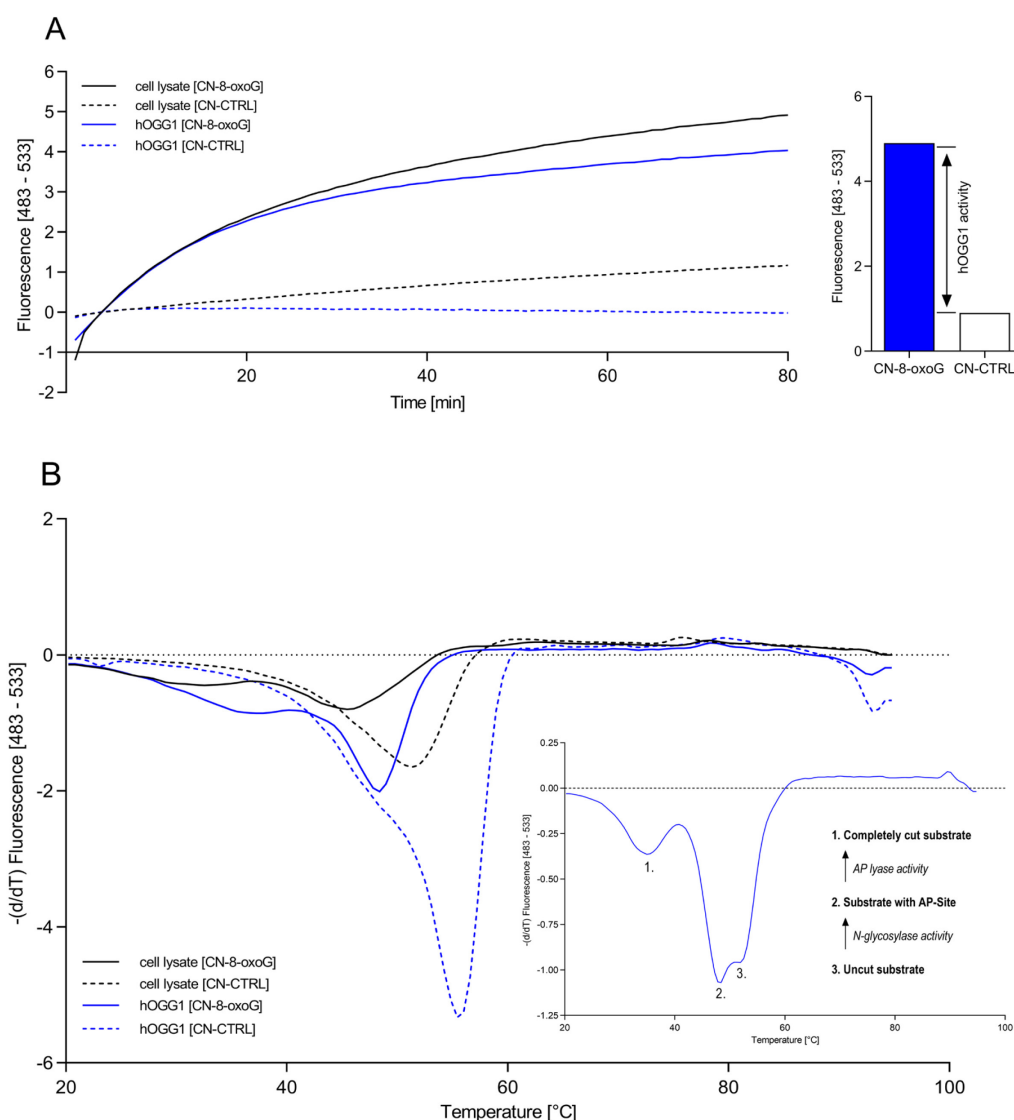 A
6
5
4
3
2
1
0
-1
-2
Fluorescence [483 - 533]
cell lysate [CN-8-oxoG]
cell lysate [CN-CTRL]
hOGG1 [CN-8-oxoG]
hOGG1 [CN-CTRL]
20
40
60
80
Time [min]
6
4
2
0
Fluorescence [483 - 533]
hOGG1 activity
CN-8-oxoG
CN-CTRL
B
2
0
-2
-4
-6
-(d/dT) Fluorescence [483 - 533]
cell lysate [CN-8-oxoG]
cell lysate [CN-CTRL]
hOGG1 [CN-8-oxoG]
hOGG1 [CN-CTRL]
20
40
60
80
100
Temperature [°C]
0.25
0.00
-0.25
-0.50
-0.75
-1.00
-1.25
-(d/dT) Fluorescence [483 - 533]
1.
2.
3.
1. Completely cut substrate
AP lyase activity
2. Substrate with AP-Site
N-glycosylase activity
3. Uncut substrate
20
40
60
80
100
Temperature [°C]